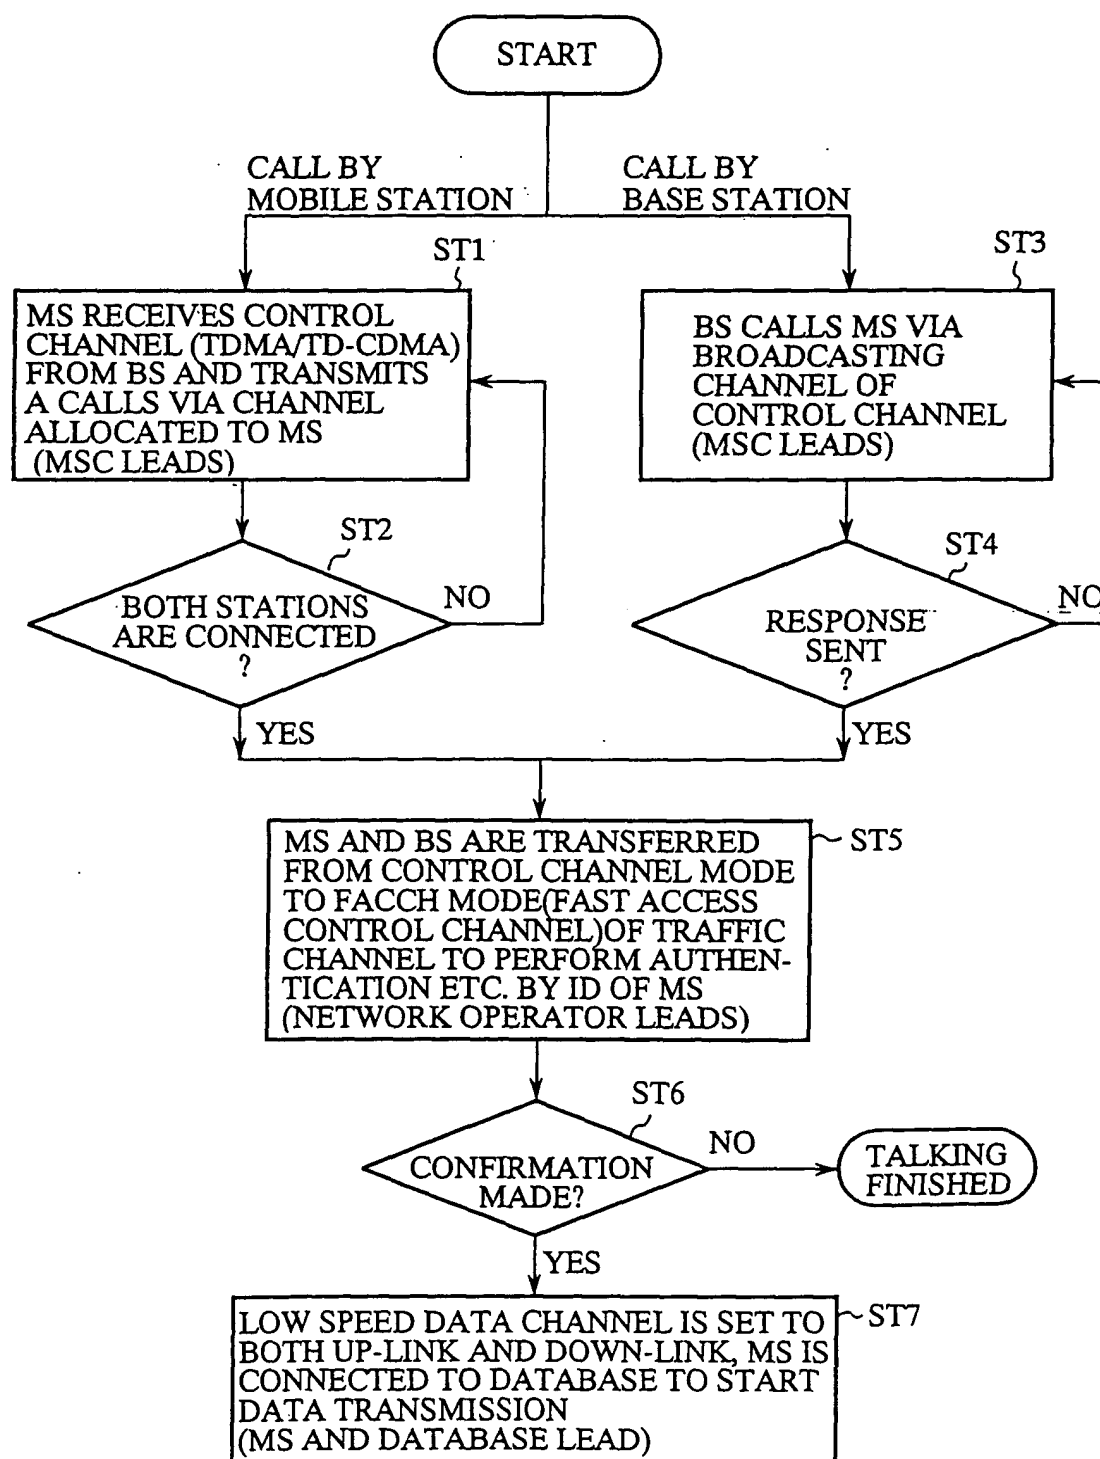 START
CALL BY
MOBILE STATION
CALL BY
BASE STATION
ST1
MS RECEIVES CONTROL
CHANNEL (TDMA/TD-CDMA)
FROM BS AND TRANSMITS
A CALLS VIA CHANNEL
ALLOCATED TO MS
(MSC LEADS)
ST3
BS CALLS MS VIA
BROADCASTING
CHANNEL OF
CONTROL CHANNEL
(MSC LEADS)
ST2
BOTH STATIONS
ARE CONNECTED
?
NO
YES
ST4
RESPONSE
SENT
?
NO
YES
ST5
MS AND BS ARE TRANSFERRED
FROM CONTROL CHANNEL MODE
TO FACCH MODE(FAST ACCESS
CONTROL CHANNEL)OF TRAFFIC
CHANNEL TO PERFORM AUTHEN-
TICATION ETC. BY ID OF MS
(NETWORK OPERATOR LEADS)
ST6
CONFIRMATION
MADE?
NO
TALKING
FINISHED
YES
ST7
LOW SPEED DATA CHANNEL IS SET TO
BOTH UP-LINK AND DOWN-LINK, MS IS
CONNECTED TO DATABASE TO START
DATA TRANSMISSION
(MS AND DATABASE LEAD)